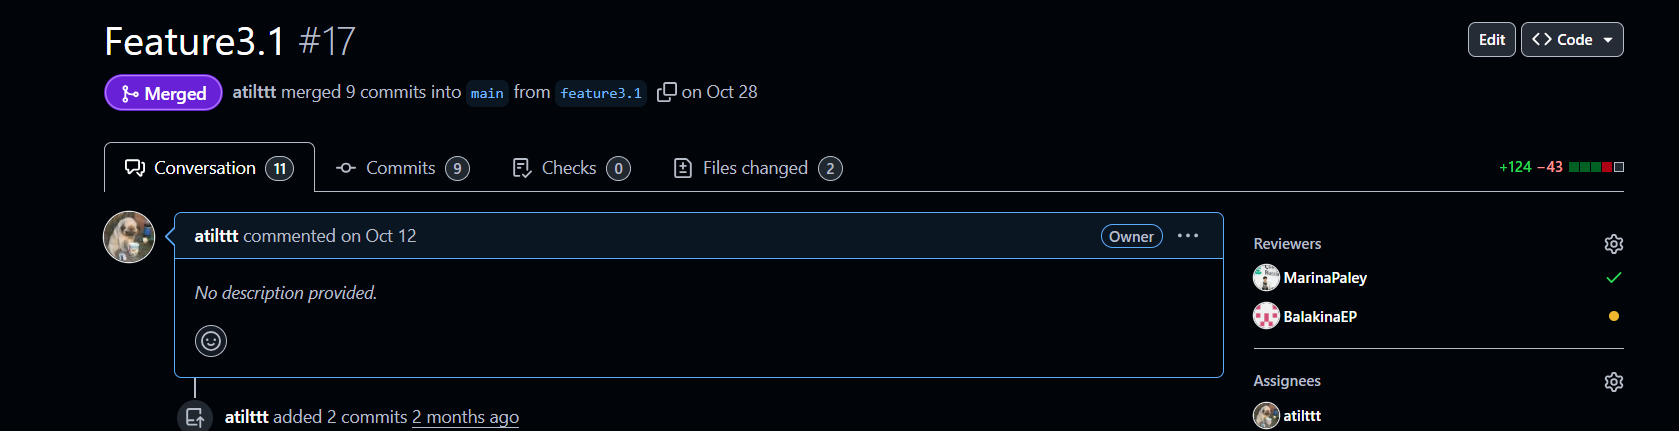 Feature3.1 #17
Edit
Code
Merged
atilttt merged 9 commits into main from feature3.1 on Oct 28
Conversation 11
Commits 9
Checks 0
Files changed 2
+124 −43
atilttt commented on Oct 12
Owner
No description provided.
Reviewers
MarinaPaley
BalakinaEP
Assignees
atilttt
atilttt added 2 commits 2 months ago